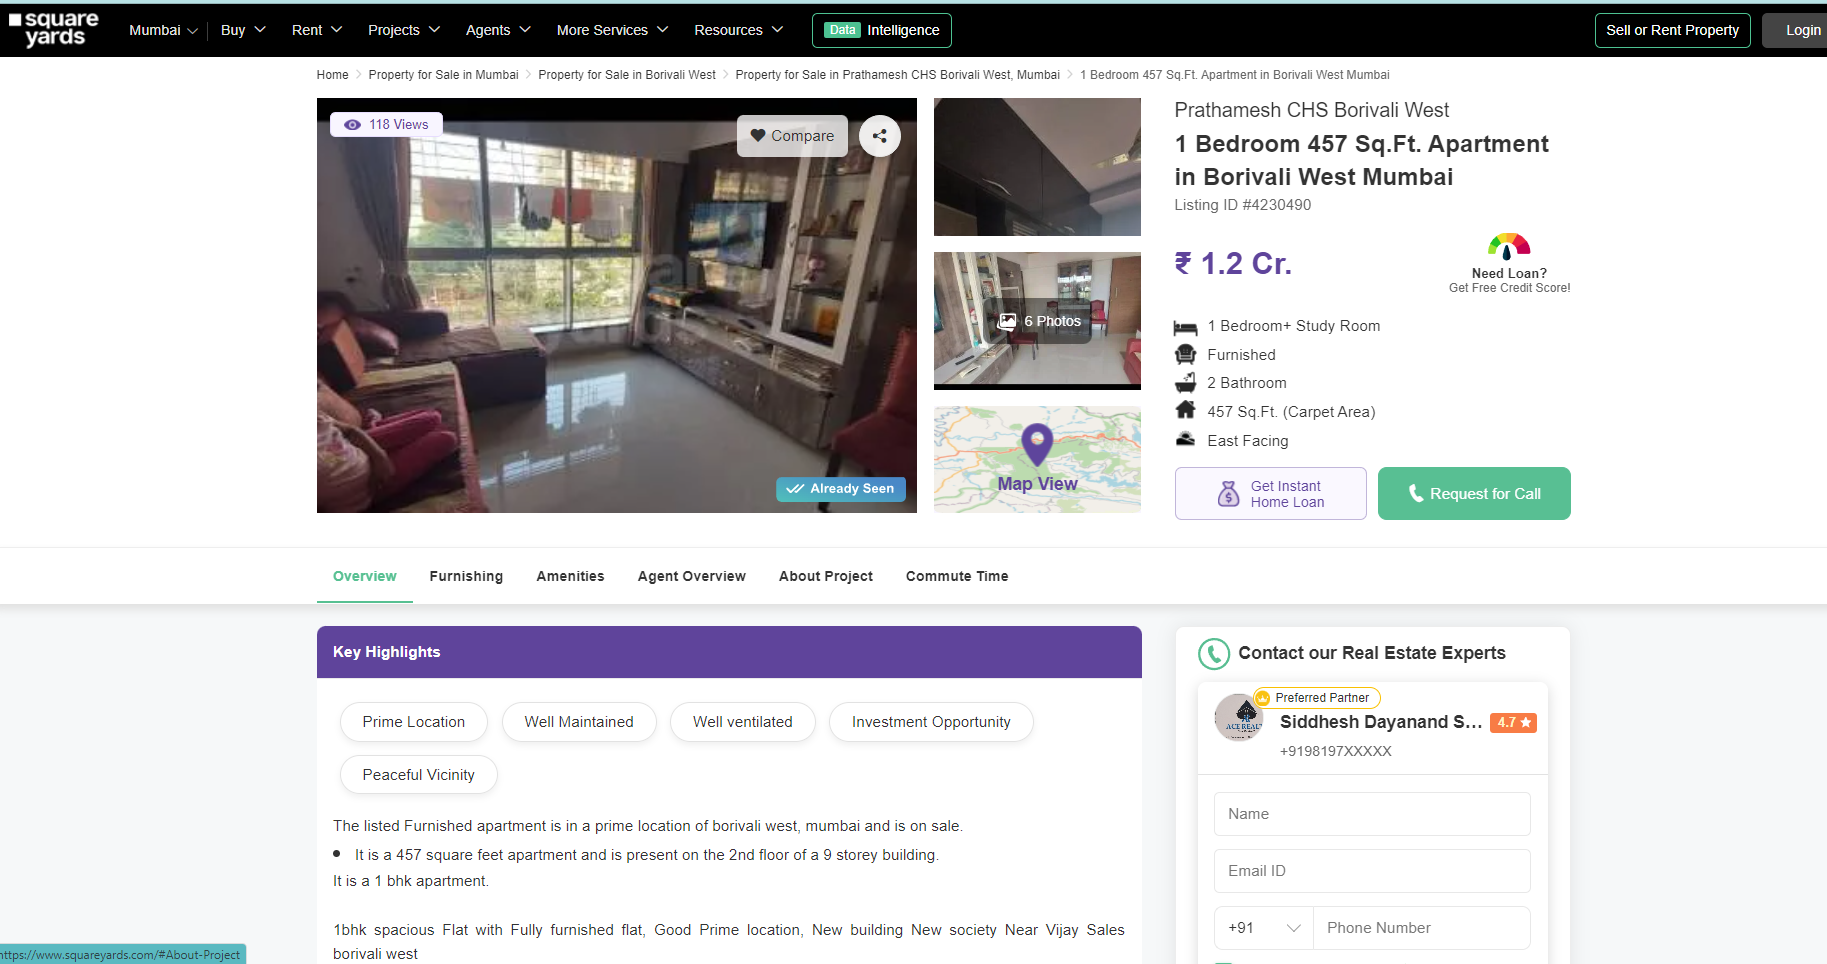 square
yards
Mumbai
Buy
Rent
Projects
Agents
More Services
Resources
Data Intelligence
Sell or Rent Property
Login
Home
Property for Sale in Mumbai
Property for Sale in Borivali West
Property for Sale in Prathamesh CHS Borivali West, Mumbai
1 Bedroom 457 Sq.Ft. Apartment in Borivali West Mumbai
118 Views
Compare
Already Seen
6 Photos
Map View
Prathamesh CHS Borivali West
1 Bedroom 457 Sq.Ft. Apartment
in Borivali West Mumbai
Listing ID #4230490
₹ 1.2 Cr.
Need Loan?
Get Free Credit Score!
1 Bedroom+ Study Room
Furnished
2 Bathroom
457 Sq.Ft. (Carpet Area)
East Facing
Get Instant
Home Loan
Request for Call
Overview
Furnishing
Amenities
Agent Overview
About Project
Commute Time
Key Highlights
Prime Location
Well Maintained
Well ventilated
Investment Opportunity
Peaceful Vicinity
The listed Furnished apartment is in a prime location of borivali west, mumbai and is on sale.
It is a 457 square feet apartment and is present on the 2nd floor of a 9 storey building.
It is a 1 bhk apartment.
1bhk spacious Flat with Fully furnished flat, Good Prime location, New building New society Near Vijay Sales
borivali west
Contact our Real Estate Experts
Preferred Partner
Siddhesh Dayanand S...
4.7
+9198197XXXXX
Name
Email ID
+91
Phone Number
https://www.squareyards.com/#About-Project